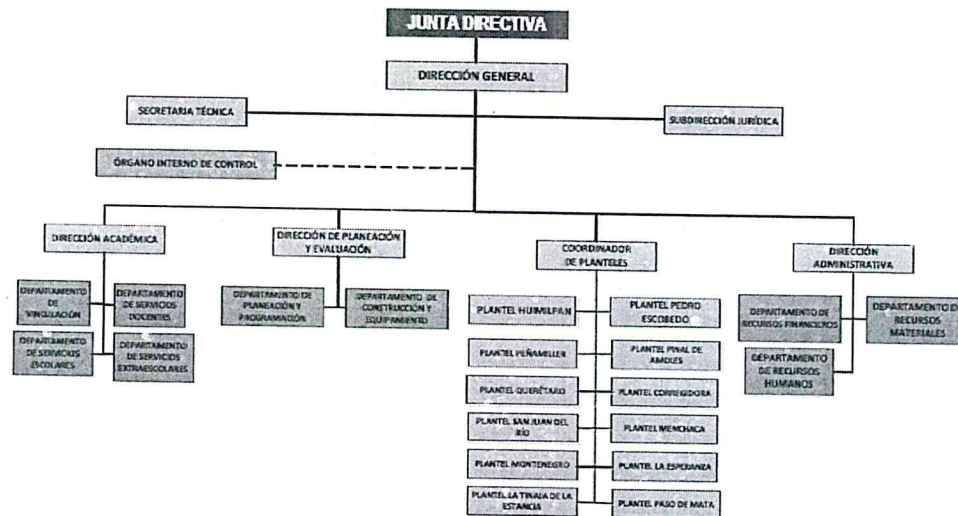 JUNTA DIRECTIVA
DIRECCIÓN GENERAL
SECRETARIA TÉCNICA
SUBDIRECCIÓN JURÍDICA
ÓRGANO INTERNO DE CONTROL
DIRECCIÓN ACADÉMICA
DIRECCIÓN DE PLANEACIÓN
Y EVALUACIÓN
COORDINADOR
DE PLANTELES
DIRECCIÓN
ADMINISTRATIVA
DEPARTAMENTO
DE
VINCULACIÓN
DEPARTAMENTO
DE SERVICIOS
DOCENTES
DEPARTAMENTO
DE SERVICIOS
ESCOLARES
DEPARTAMENTO
DE SERVICIOS
EXTRAESCOLARES
DEPARTAMENTO DE
PLANEACIÓN Y
PROGRAMACIÓN
DEPARTAMENTO DE
CONSTRUCCIÓN Y
EQUIPAMIENTO
PLANTEL HUIMILPAN
PLANTEL PEDRO
ESCOBEDO
PLANTEL PEÑAMILLER
PLANTEL PINAL DE
AMOLES
PLANTEL QUERÉTARO
PLANTEL CORREGIDORA
PLANTEL SAN JUAN DEL
RÍO
PLANTEL MENCHACA
PLANTEL MONTENEGRO
PLANTEL LA ESPERANZA
PLANTEL LA TINAJA DE LA
ESTANCIA
PLANTEL PASO DE MATA
DEPARTAMENTO DE
RECURSOS FINANCIEROS
DEPARTAMENTO DE
RECURSOS
MATERIALES
DEPARTAMENTO
DE RECURSOS
HUMANOS